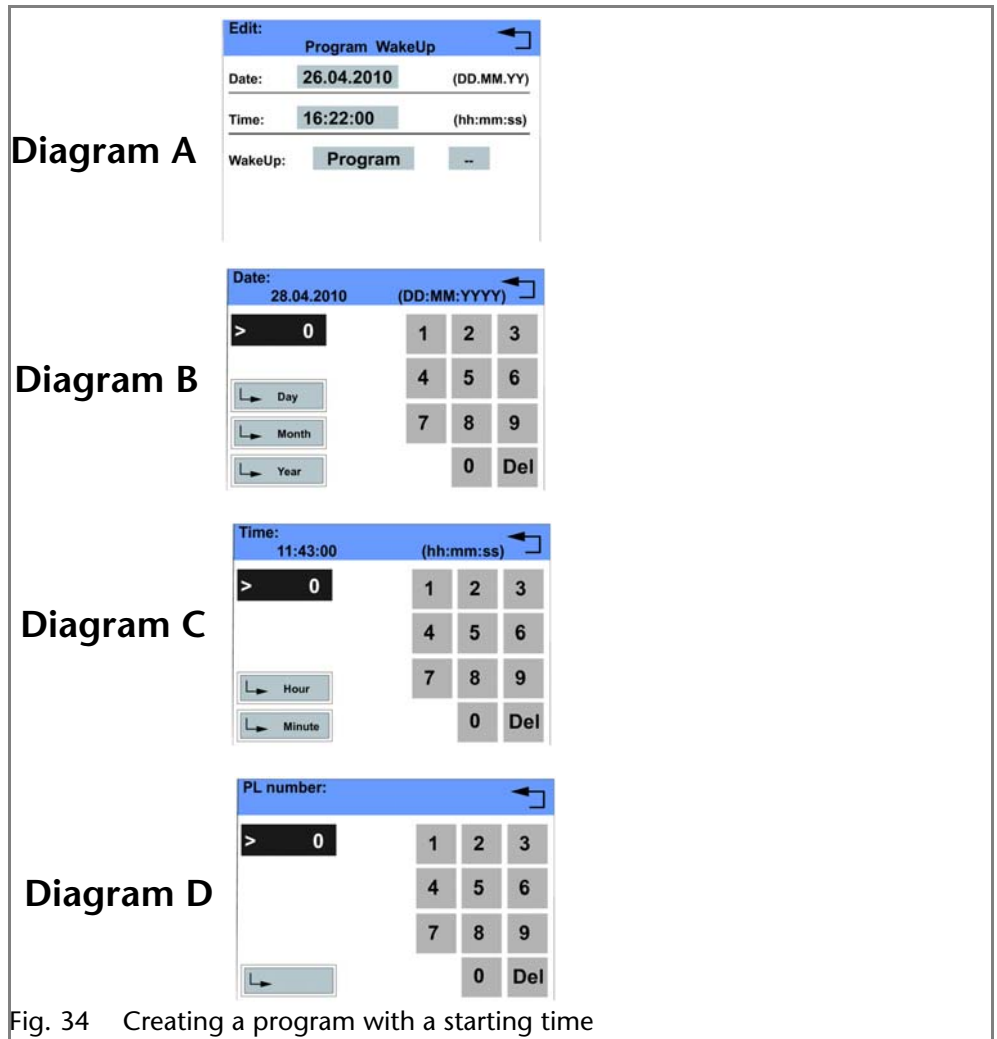 Edit:
Program WakeUp
Date: 26.04.2010 (DD.MM.YY)
Time: 16:22:00 (hh:mm:ss)
Diagram A
WakeUp: Program --
Date:
28.04.2010 (DD:MM:YYYY)
> 0 1 2 3
Diagram B
4 5 6
Day
7 8 9
Month
0 Del
Year
Time:
11:43:00 (hh:mm:ss)
> 0 1 2 3
Diagram C
4 5 6
7 8 9
Hour
0 Del
Minute
PL number:
> 0 1 2 3
Diagram D
4 5 6
7 8 9
0 Del
Fig. 34 Creating a program with a starting time